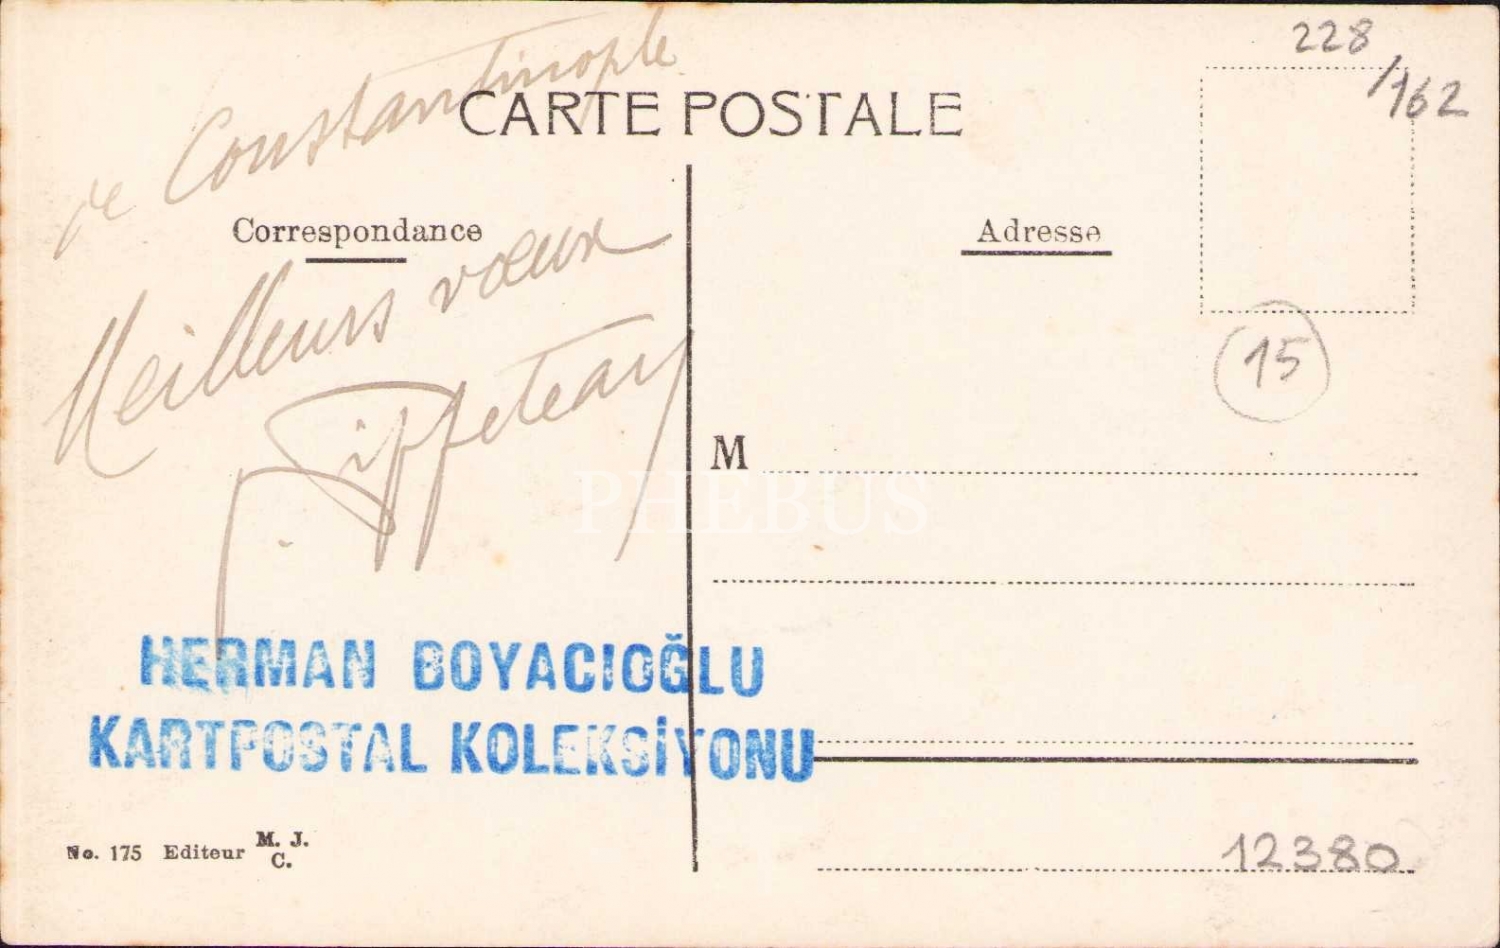 228
/162
de Constantinople
CARTE POSTALE
Correspondance
Adresse
Meilleurs vœux
15
M
PHEBUS
HERMAN BOYACIOĞLU
KARTPOSTAL KOLEKSİYONU
No. 175 Editeur M. J. C.
12380